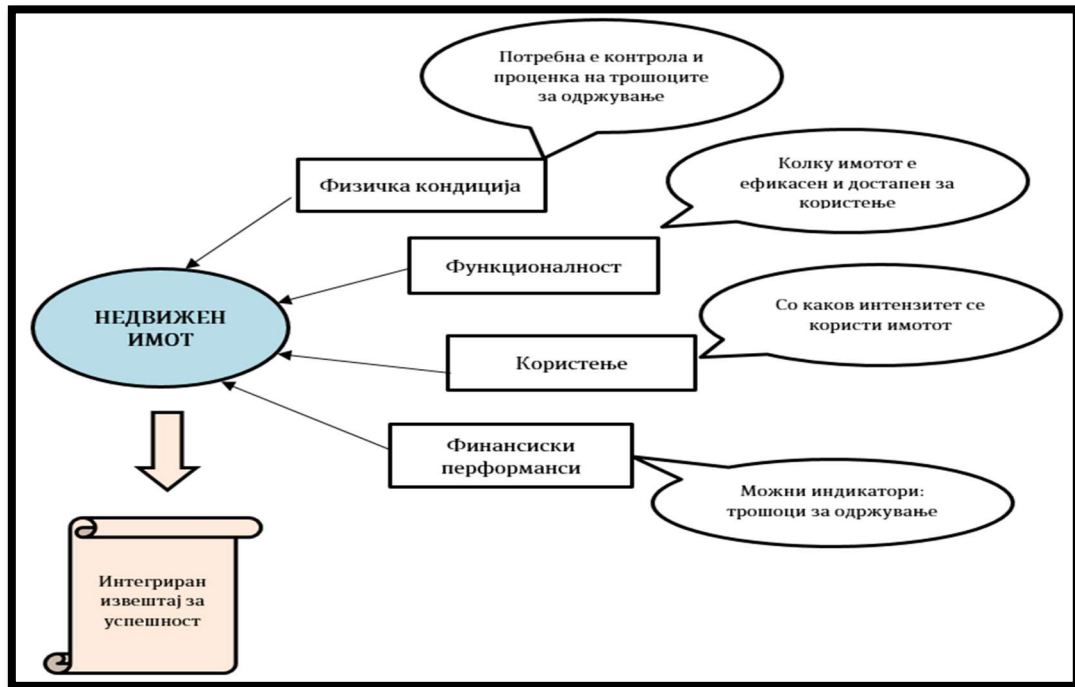 Потребна е контрола и
проценка на трошоците
за одржување
Физичка кондиција
Колку имотот е
ефикасен и достапен за
користење
Функционалност
НЕДВИЖЕН
ИМОТ
Со каков интензитет се
користи имотот
Користење
Финансиски
перформанси
Можни индикатори:
трошоци за одржување
Интегриран
извештај за
успешност